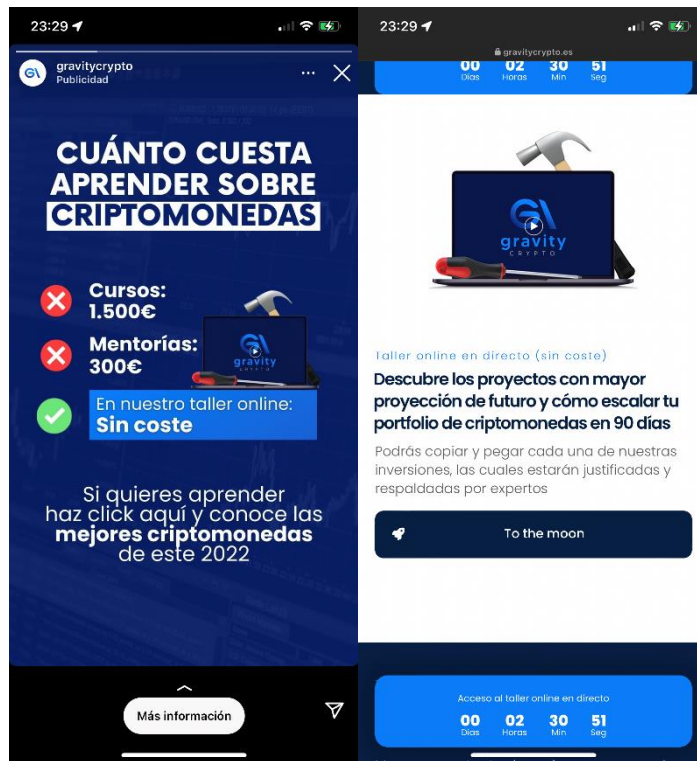 23:29
gravitycrypto
Publicidad
CUÁNTO CUESTA
APRENDER SOBRE
CRIPTOMONEDAS
Cursos:
1.500€
Mentorías:
300€
gravity
En nuestro taller online:
Sin coste
Si quieres aprender
haz click aquí y conoce las
mejores criptomonedas
de este 2022
Más información
23:29
gravitycrypto.es
00 02 30 51
Días Horas Min Seg
gravity
CRYPTO
Taller online en directo (sin coste)
Descubre los proyectos con mayor
proyección de futuro y cómo escalar tu
portfolio de criptomonedas en 90 días
Podrás copiar y pegar cada una de nuestras
inversiones, las cuales estarán justificadas y
respaldadas por expertos
To the moon
Acceso al taller online en directo
00 02 30 51
Días Horas Min Seg